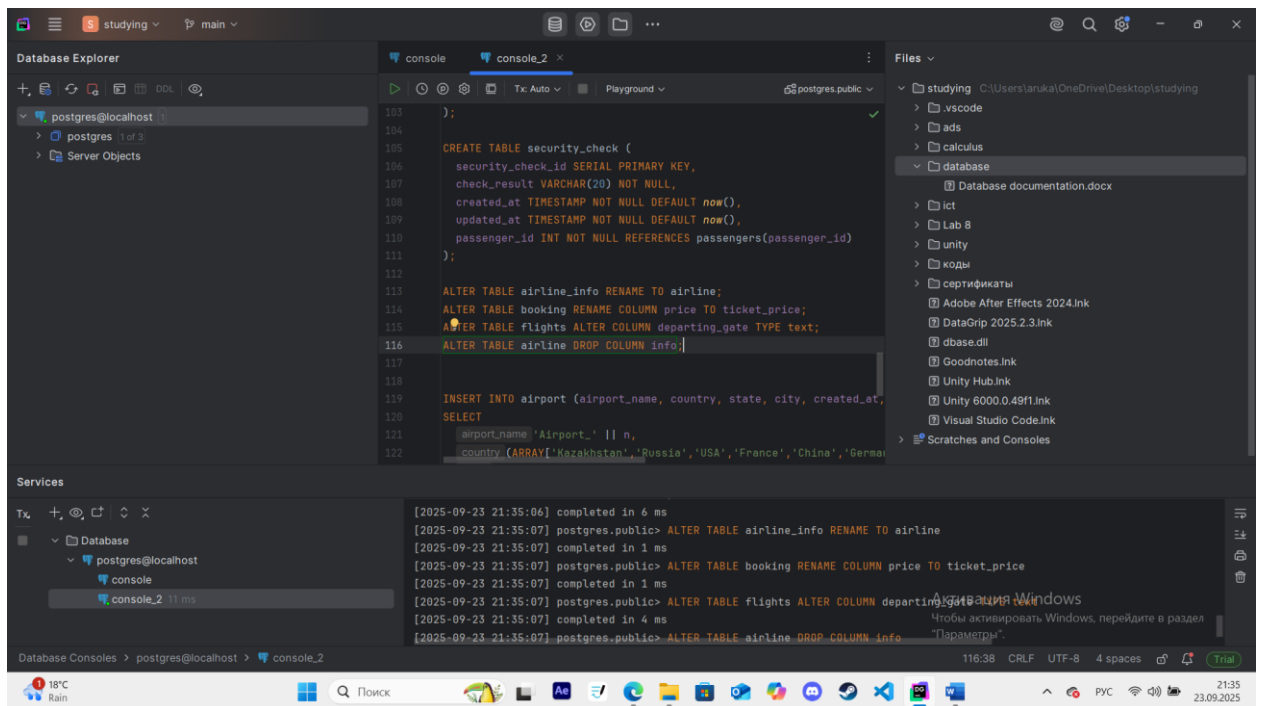 S studying main
Database Explorer
DDL
postgres@localhost 1
postgres 1 of 3
Server Objects
console console_2
Tx: Auto Playground postgres.public
103 );
104
105 CREATE TABLE security_check (
106 security_check_id SERIAL PRIMARY KEY,
107 check_result VARCHAR(20) NOT NULL,
108 created_at TIMESTAMP NOT NULL DEFAULT now(),
109 updated_at TIMESTAMP NOT NULL DEFAULT now(),
110 passenger_id INT NOT NULL REFERENCES passengers(passenger_id)
111 );
112
113 ALTER TABLE airline_info RENAME TO airline;
114 ALTER TABLE booking RENAME COLUMN price TO ticket_price;
115 ALTER TABLE flights ALTER COLUMN departing_gate TYPE text;
116 ALTER TABLE airline DROP COLUMN info;
117
118
119 INSERT INTO airport (airport_name, country, state, city, created_at,
120 SELECT
121 airport_name 'Airport_' || n,
122 country (ARRAY['Kazakhstan','Russia','USA','France','China','German
Files
studying C:\Users\aruka\OneDrive\Desktop\studying
.vscode
ads
calculus
database
Database documentation.docx
ict
Lab 8
unity
коды
сертификаты
Adobe After Effects 2024.lnk
DataGrip 2025.2.3.lnk
dbase.dll
Goodnotes.lnk
Unity Hub.lnk
Unity 6000.0.49f1.lnk
Visual Studio Code.lnk
Scratches and Consoles
Services
Tx
Database
postgres@localhost
console
console_2 11 ms
[2025-09-23 21:35:06] completed in 6 ms
[2025-09-23 21:35:07] postgres.public> ALTER TABLE airline_info RENAME TO airline
[2025-09-23 21:35:07] completed in 1 ms
[2025-09-23 21:35:07] postgres.public> ALTER TABLE booking RENAME COLUMN price TO ticket_price
[2025-09-23 21:35:07] completed in 1 ms
[2025-09-23 21:35:07] postgres.public> ALTER TABLE flights ALTER COLUMN departing_gate TYPE text
[2025-09-23 21:35:07] completed in 4 ms
[2025-09-23 21:35:07] postgres.public> ALTER TABLE airline DROP COLUMN info
Активация Windows
Чтобы активировать Windows, перейдите в раздел
"Параметры".
Database Consoles > postgres@localhost > console_2
116:38 CRLF UTF-8 4 spaces Trial
1 18°C
Rain
Поиск
Ae
РУС
21:35
23.09.2025